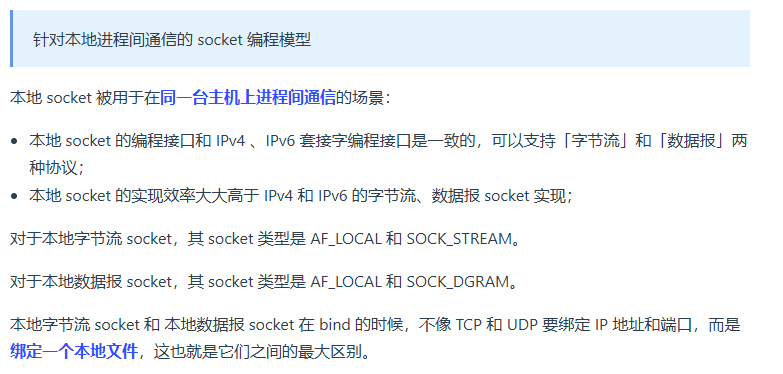 针对本地进程间通信的 socket 编程模型
本地 socket 被用于在同一台主机上进程间通信的场景：
本地 socket 的编程接口和 IPv4 、IPv6 套接字编程接口是一致的，可以支持「字节流」和「数据报」两
种协议；
本地 socket 的实现效率大大高于 IPv4 和 IPv6 的字节流、数据报 socket 实现；
对于本地字节流 socket，其 socket 类型是 AF_LOCAL 和 SOCK_STREAM。
对于本地数据报 socket，其 socket 类型是 AF_LOCAL 和 SOCK_DGRAM。
本地字节流 socket 和 本地数据报 socket 在 bind 的时候，不像 TCP 和 UDP 要绑定 IP 地址和端口，而是
绑定一个本地文件，这也就是它们之间的最大区别。